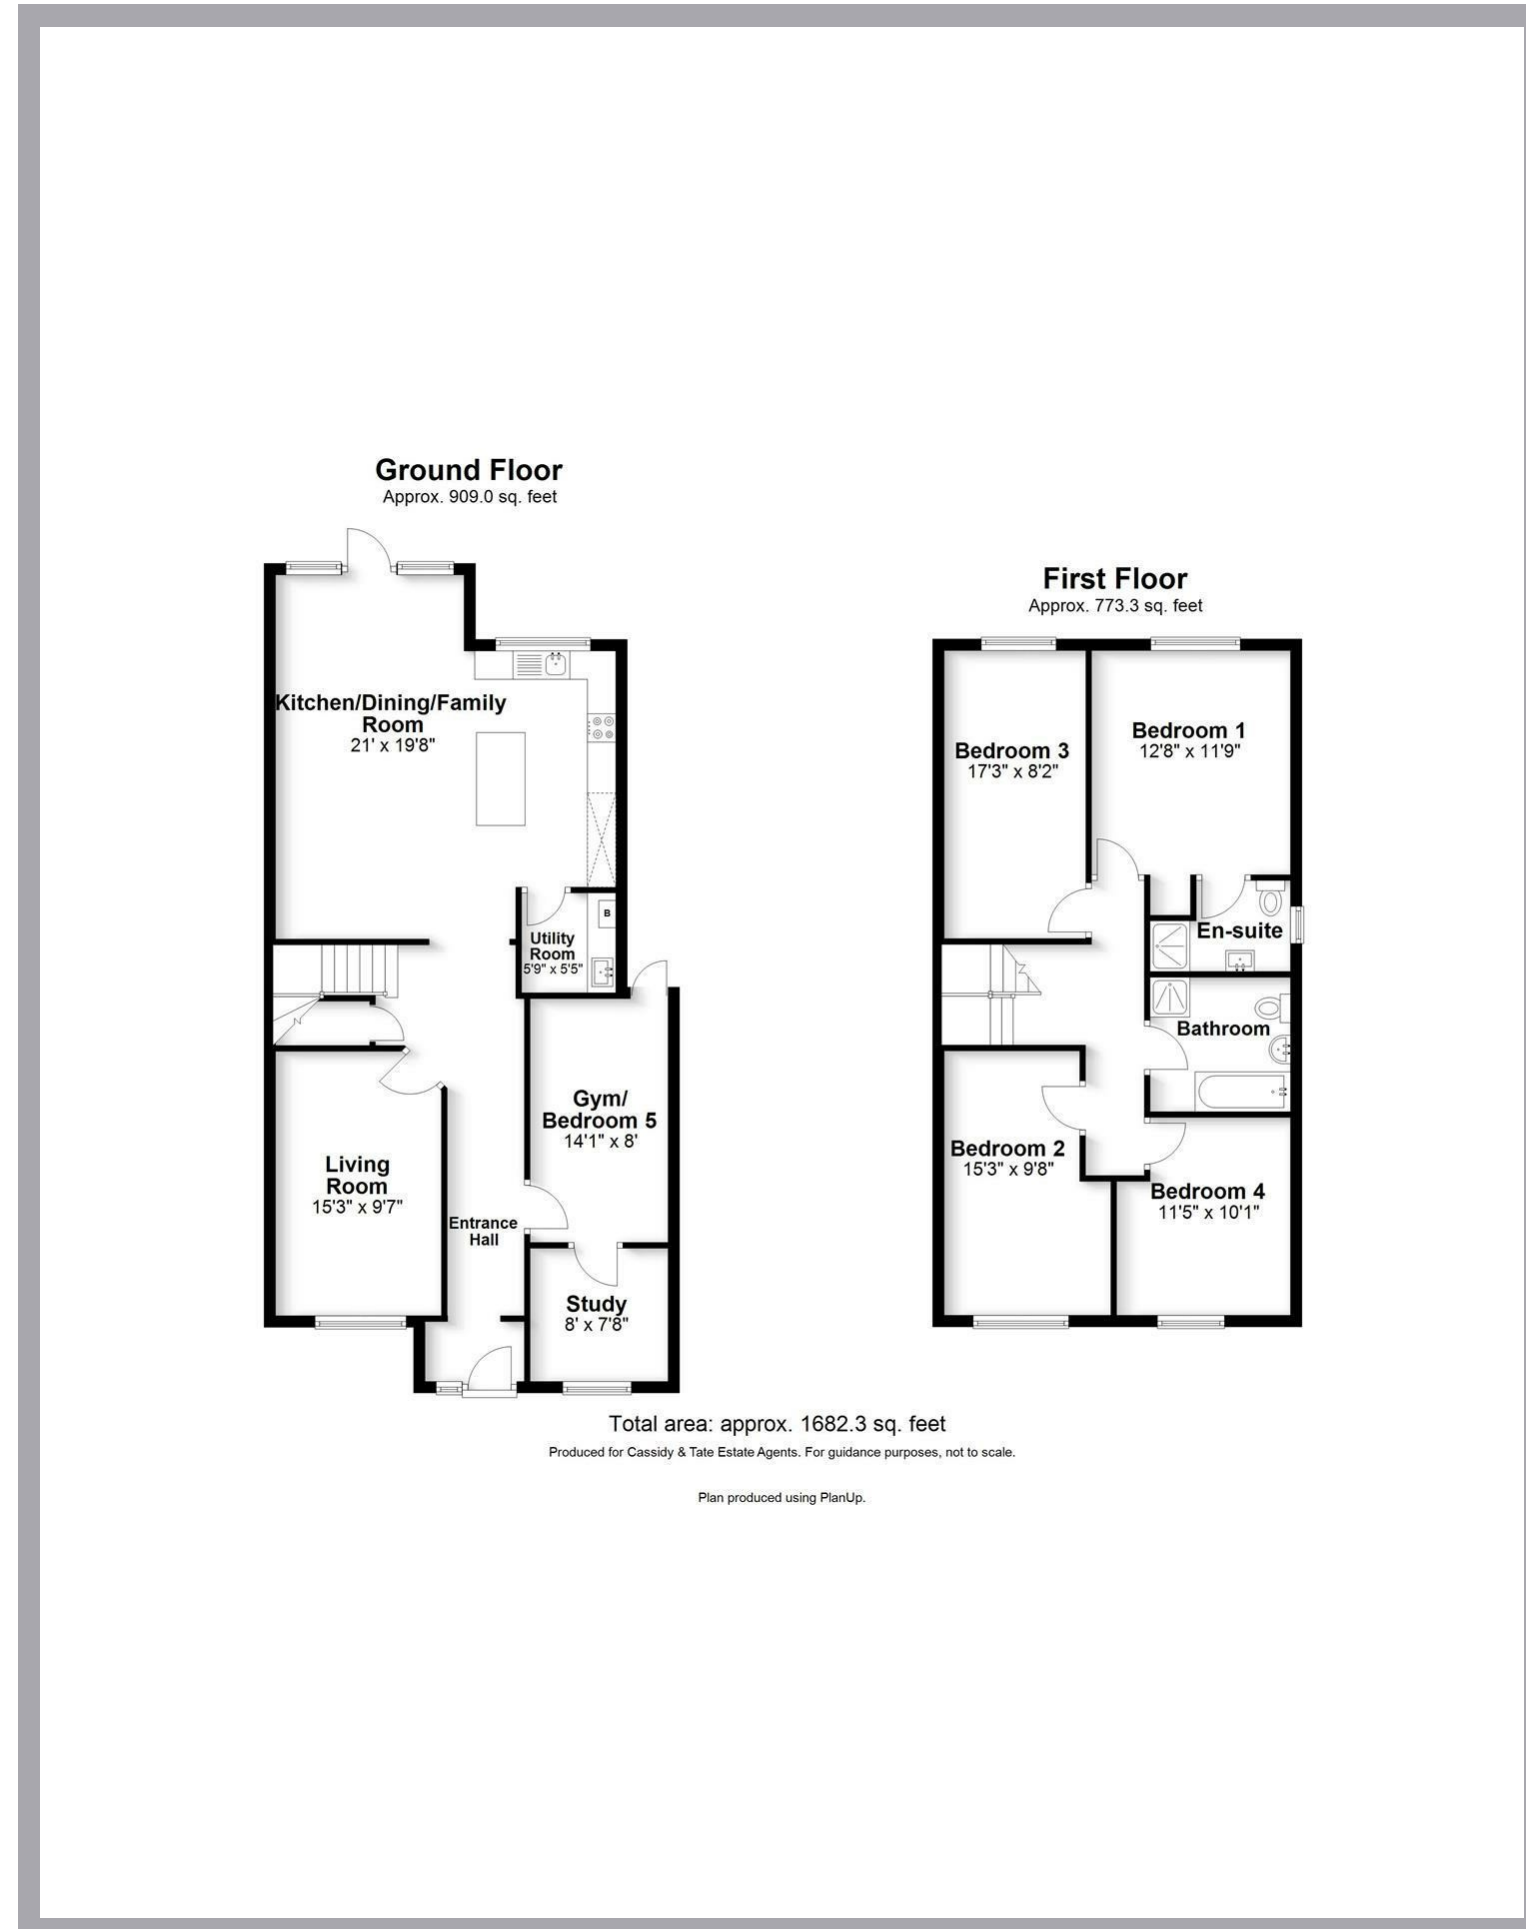 Ground Floor
Approx. 909.0 sq. feet
Kitchen/Dining/Family
Room
21' x 19'8"
B
Utility
Room
5'9" x 5'5"
Gym/
Bedroom 5
14'1" x 8'
Living
Room
15'3" x 9'7"
Entrance
Hall
Study
8' x 7'8"
First Floor
Approx. 773.3 sq. feet
Bedroom 3
17'3" x 8'2"
Bedroom 1
12'8" x 11'9"
En-suite
Bathroom
Bedroom 2
15'3" x 9'8"
Bedroom 4
11'5" x 10'1"
Total area: approx. 1682.3 sq. feet
Produced for Cassidy & Tate Estate Agents. For guidance purposes, not to scale.
Plan produced using PlanUp.